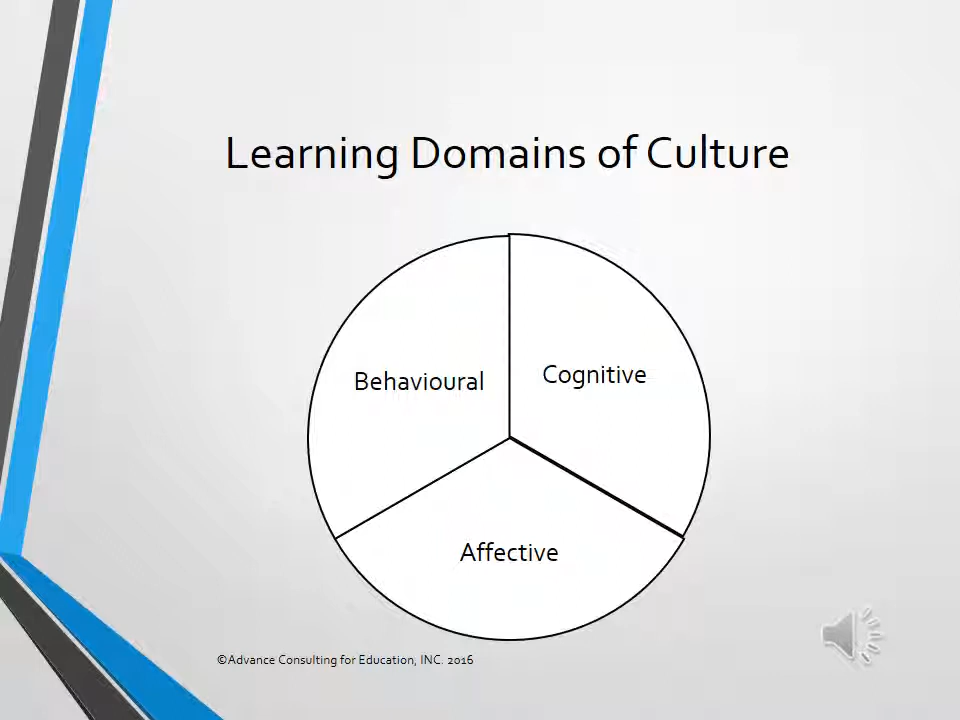 Learning Domains of Culture
Behavioural
Cognitive
Affective
©Advance Consulting for Education, INC. 2016